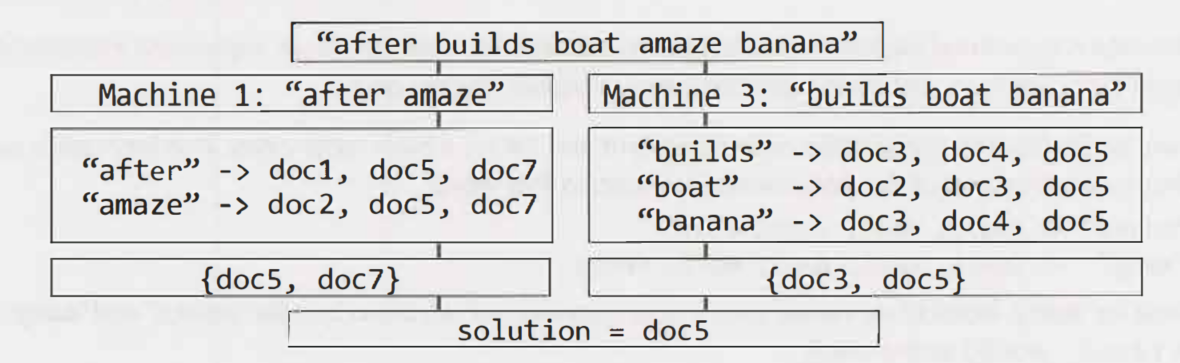 “after builds boat amaze banana”
Machine 1: “after amaze”
Machine 3: “builds boat banana”
“after” -> doc1, doc5, doc7
“amaze” -> doc2, doc5, doc7
“builds” -> doc3, doc4, doc5
“boat” -> doc2, doc3, doc5
“banana” -> doc3, doc4, doc5
{doc5, doc7}
{doc3, doc5}
solution = doc5